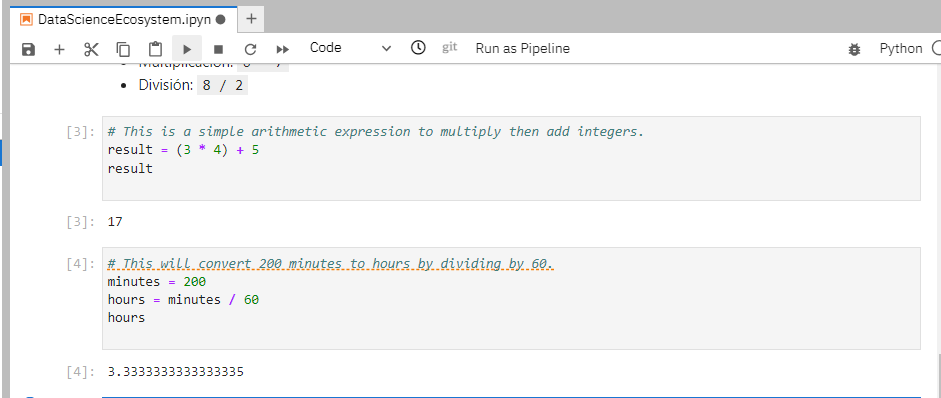 DataScienceEcosystem.ipyn
Code git Run as Pipeline Python
• División: 8 / 2
[3]: # This is a simple arithmetic expression to multiply then add integers.
result = (3 * 4) + 5
result
[3]: 17
[4]: # This will convert 200 minutes to hours by dividing by 60.
minutes = 200
hours = minutes / 60
hours
[4]: 3.3333333333333335